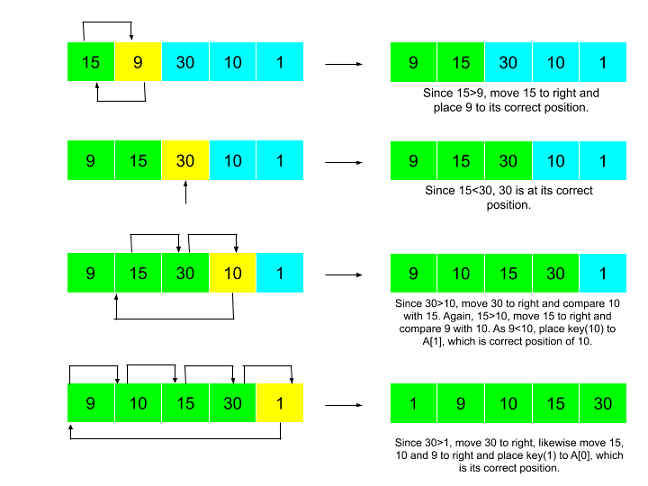 15 9 30 10 1
9 15 30 10 1
Since 15>9, move 15 to right and
place 9 to its correct position.
9 15 30 10 1
9 15 30 10 1
Since 15<30, 30 is at its correct
position.
9 15 30 10 1
9 10 15 30 1
Since 30>10, move 30 to right and compare 10
with 15. Again, 15>10, move 15 to right and
compare 9 with 10. As 9<10, place key(10) to
A[1], which is correct position of 10.
9 10 15 30 1
1 9 10 15 30
Since 30>1, move 30 to right, likewise move 15,
10 and 9 to right and place key(1) to A[0], which
is its correct position.